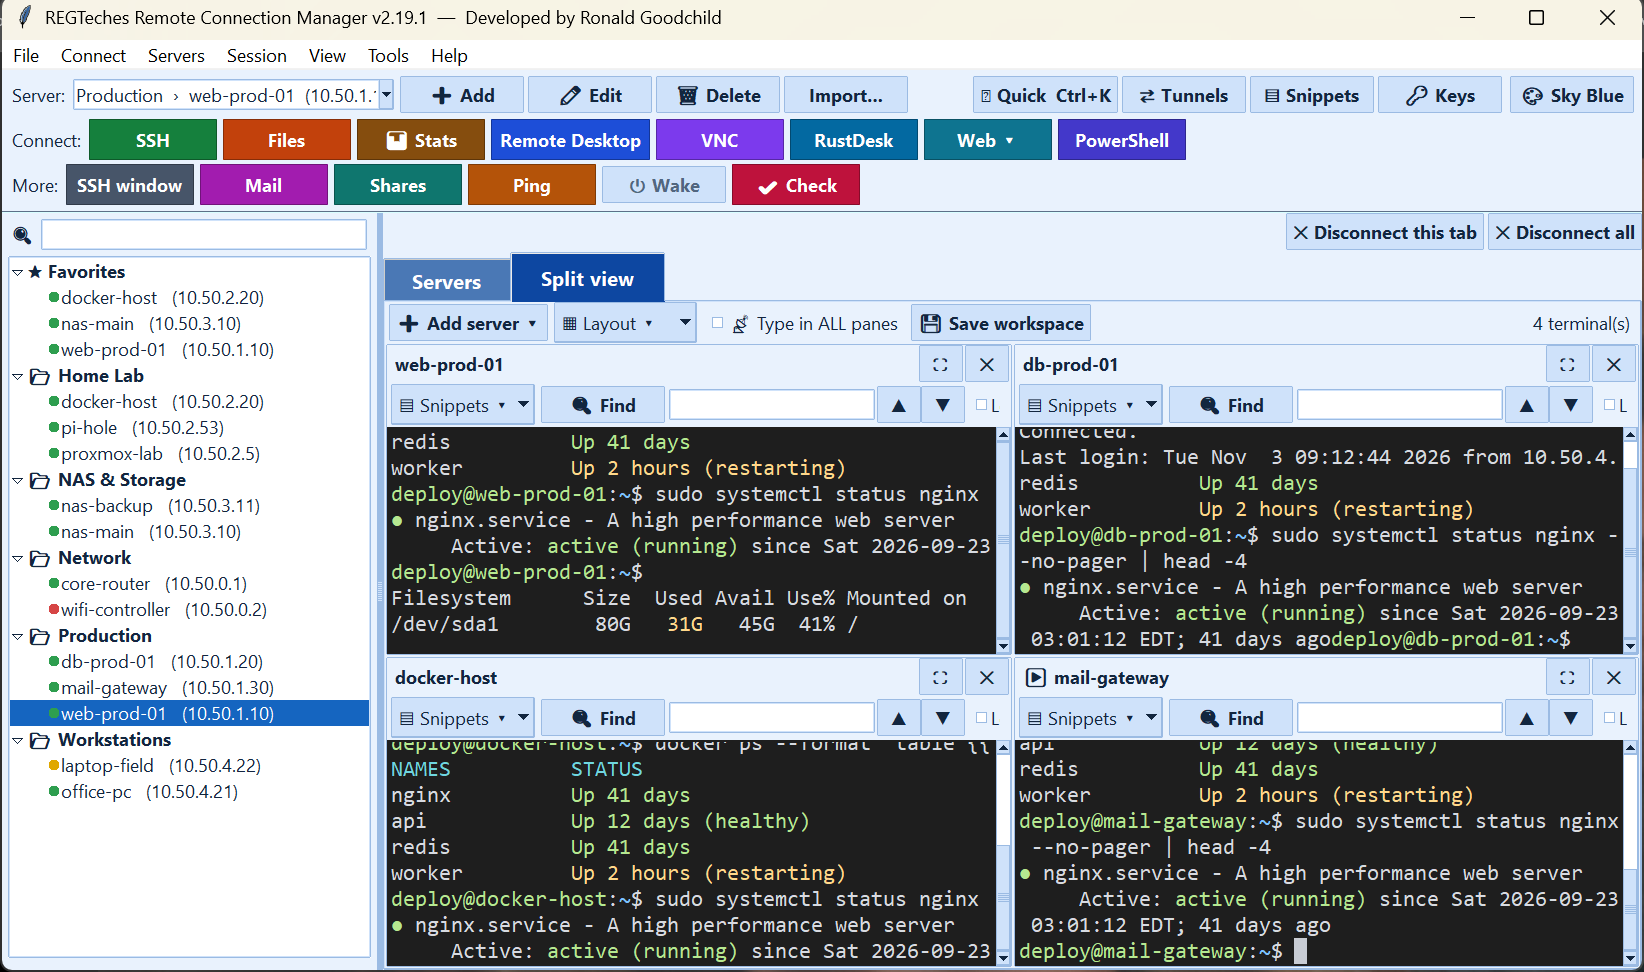 REGTeches Remote Connection Manager v2.19.1 — Developed by Ronald Goodchild
File Connect Servers Session View Tools Help
Server: Production › web-prod-01 (10.50.1. Add Edit Delete Import... Quick Ctrl+K Tunnels Snippets Keys Sky Blue
Connect: SSH Files Stats Remote Desktop VNC RustDesk Web PowerShell
More: SSH window Mail Shares Ping Wake Check
Disconnect this tab Disconnect all
Favorites
docker-host (10.50.2.20)
nas-main (10.50.3.10)
web-prod-01 (10.50.1.10)
Home Lab
docker-host (10.50.2.20)
pi-hole (10.50.2.53)
proxmox-lab (10.50.2.5)
NAS & Storage
nas-backup (10.50.3.11)
nas-main (10.50.3.10)
Network
core-router (10.50.0.1)
wifi-controller (10.50.0.2)
Production
db-prod-01 (10.50.1.20)
mail-gateway (10.50.1.30)
web-prod-01 (10.50.1.10)
Workstations
laptop-field (10.50.4.22)
office-pc (10.50.4.21)
Servers Split view
Add server Layout Type in ALL panes Save workspace 4 terminal(s)
web-prod-01
Snippets Find L
redis Up 41 days
worker Up 2 hours (restarting)
deploy@web-prod-01:~$ sudo systemctl status nginx
● nginx.service - A high performance web server
Active: active (running) since Sat 2026-09-23
deploy@web-prod-01:~$
Filesystem Size Used Avail Use% Mounted on
/dev/sda1 80G 31G 45G 41% /
db-prod-01
Snippets Find L
Connected.
Last login: Tue Nov 3 09:12:44 2026 from 10.50.4.
redis Up 41 days
worker Up 2 hours (restarting)
deploy@db-prod-01:~$ sudo systemctl status nginx -
-no-pager | head -4
● nginx.service - A high performance web server
Active: active (running) since Sat 2026-09-23
03:01:12 EDT; 41 days agodeploy@db-prod-01:~$
docker-host
Snippets Find L
deploy@docker-host:~$ docker ps --format 'table {{
NAMES STATUS
nginx Up 41 days
api Up 12 days (healthy)
redis Up 41 days
worker Up 2 hours (restarting)
deploy@docker-host:~$ sudo systemctl status nginx
● nginx.service - A high performance web server
Active: active (running) since Sat 2026-09-23
mail-gateway
Snippets Find L
api Up 12 days (healthy)
redis Up 41 days
worker Up 2 hours (restarting)
deploy@mail-gateway:~$ sudo systemctl status nginx
--no-pager | head -4
● nginx.service - A high performance web server
Active: active (running) since Sat 2026-09-23
03:01:12 EDT; 41 days ago
deploy@mail-gateway:~$